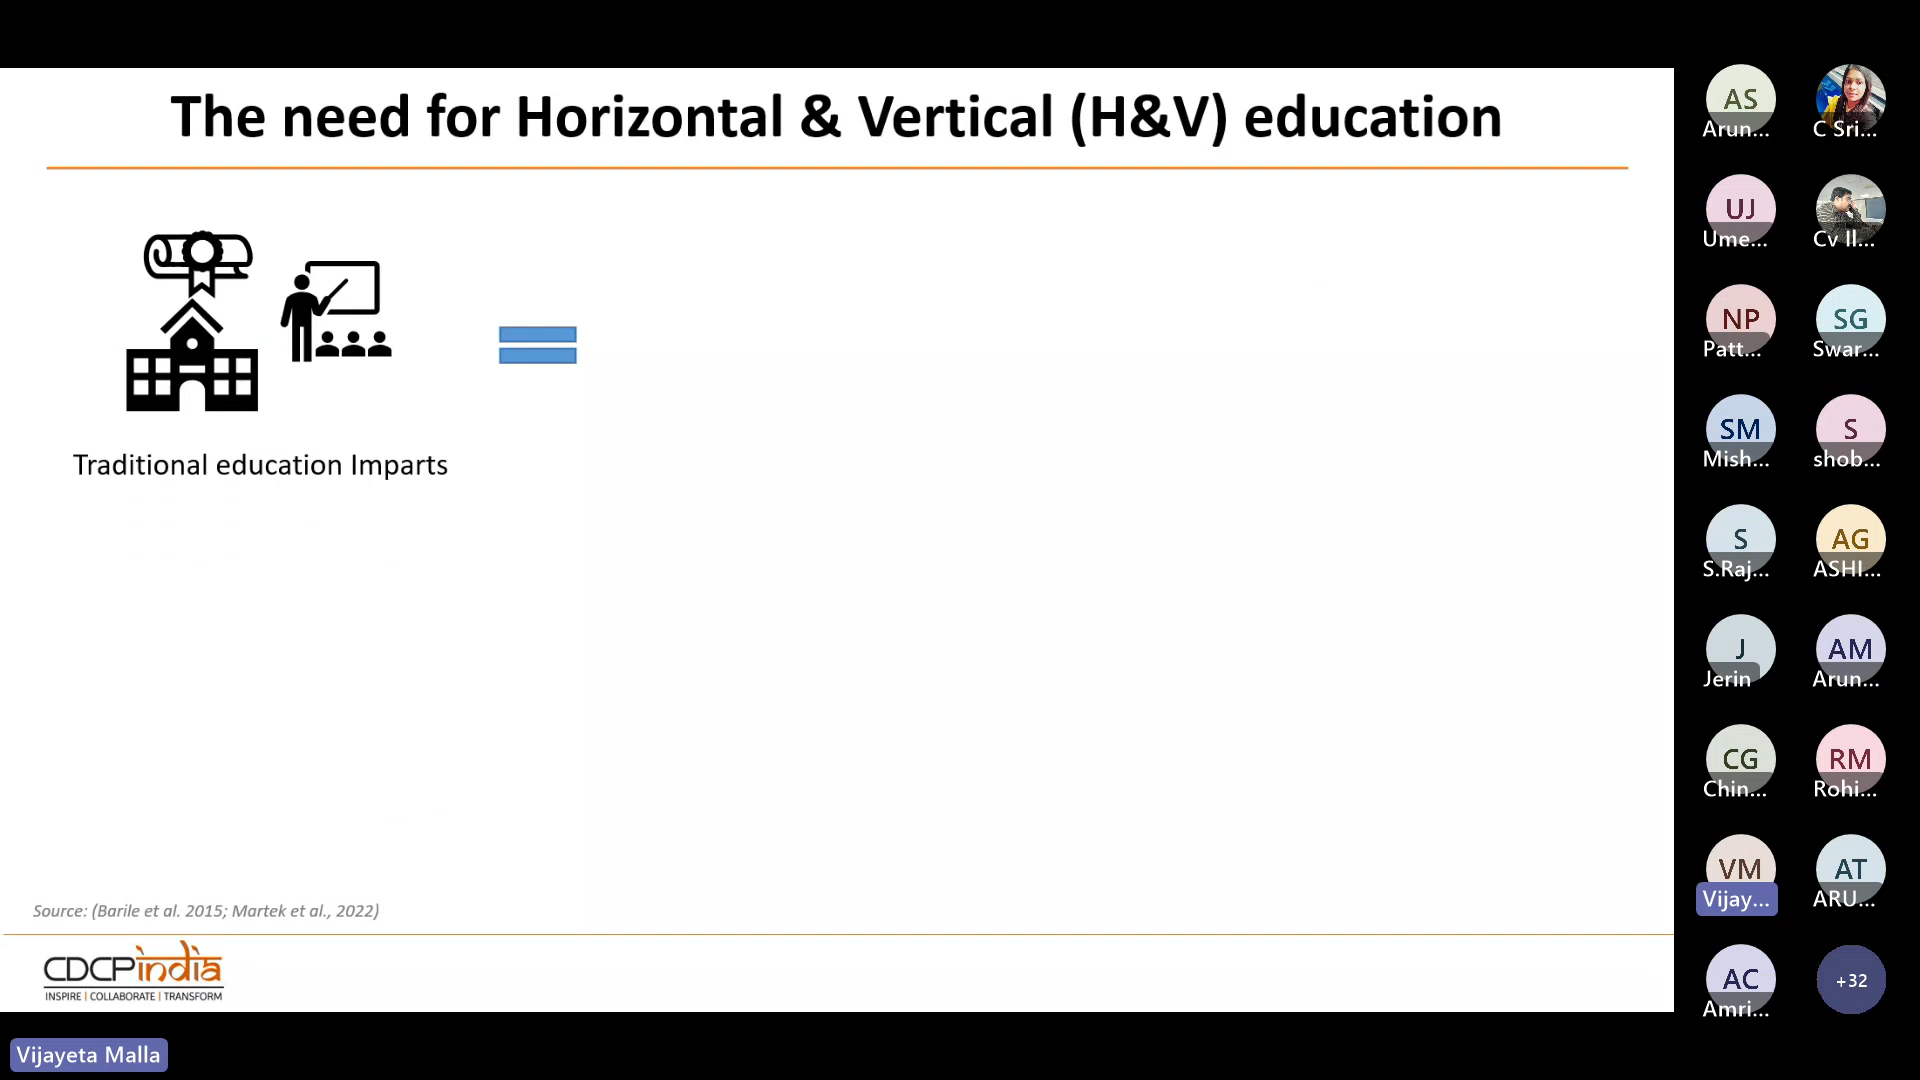 The need for Horizontal & Vertical (H&V) education
Traditional education Imparts
Source: (Barile et al. 2015; Martek et al., 2022)
CDCPindia
INSPIRE | COLLABORATE | TRANSFORM
Vijayeta Malla
AS
Arun...
C Sri...
UJ
Ume...
Cv Il...
NP
Patt...
SG
Swar...
SM
Mish...
S
shob...
S
S.Raj...
AG
ASHI...
J
Jerin
AM
Arun...
CG
Chin...
RM
Rohi...
VM
Vijay...
AT
ARU...
AC
Amri...
+32